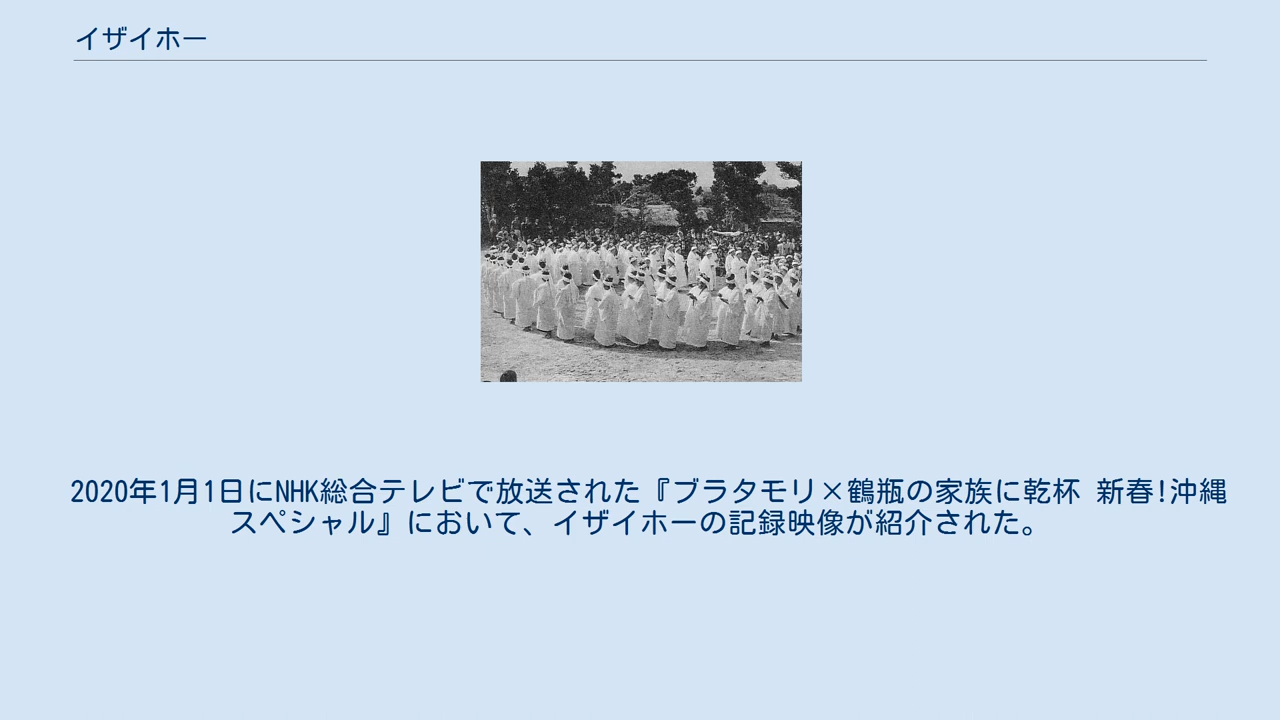 イザイホー
2020年1月1日にNHK総合テレビで放送された『ブラタモリ×鶴瓶の家族に乾杯 新春!沖縄
スペシャル』において、イザイホーの記録映像が紹介された。